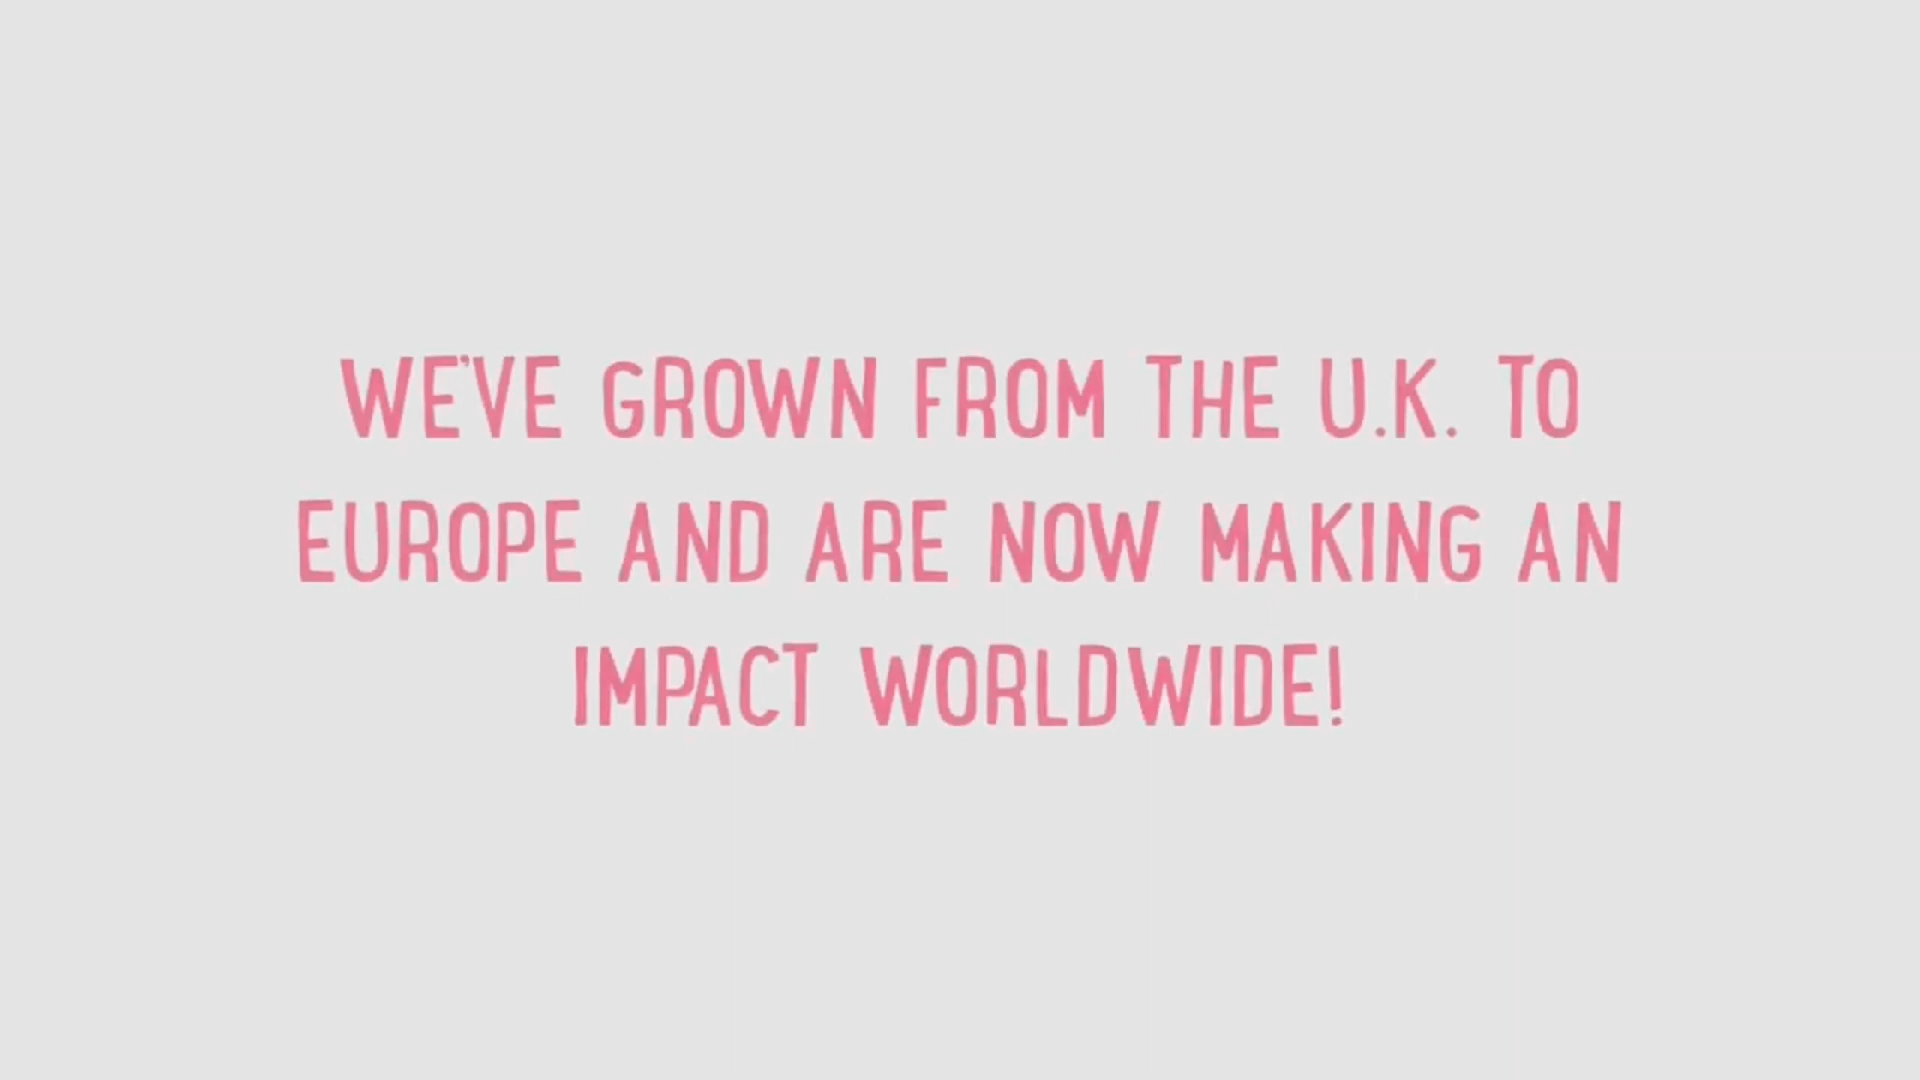 WE'VE GROWN FROM THE U.K. TO
EUROPE AND ARE NOW MAKING AN
IMPACT WORLDWIDE!